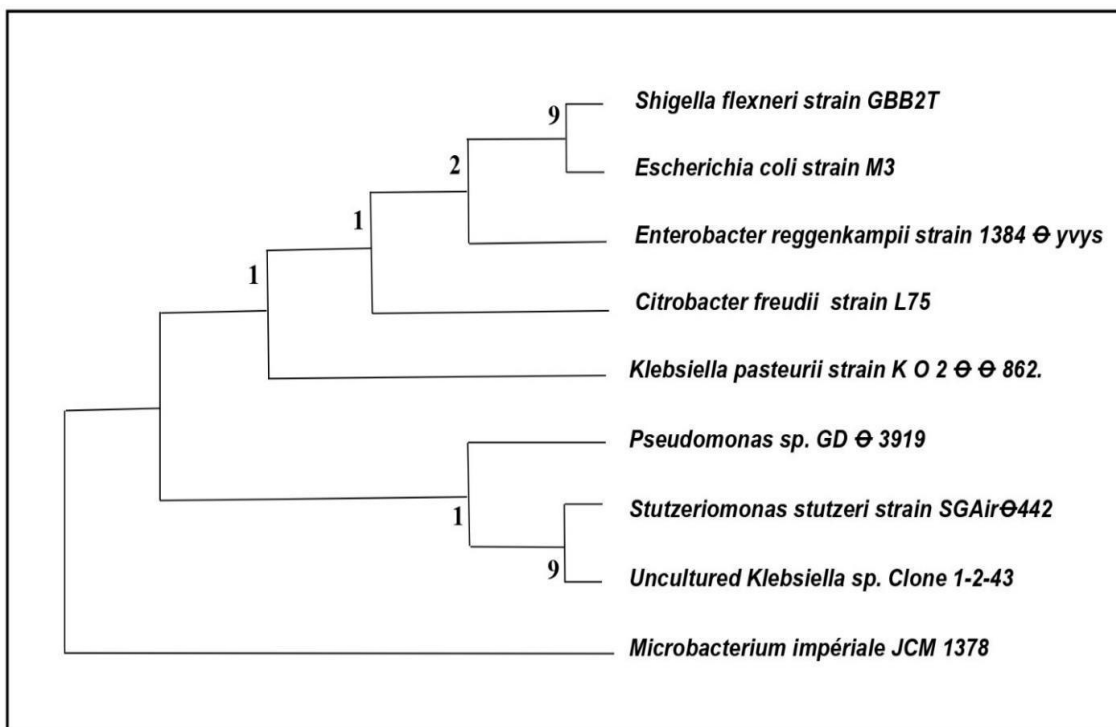 9
Shigella flexneri strain GBB2T
2
Escherichia coli strain M3
1
Enterobacter reggenkampii strain 1384 Ɵ yvys
1
Citrobacter freudii strain L75
Klebsiella pasteurii strain K O 2 Ɵ Ɵ 862.
Pseudomonas sp. GD Ɵ 3919
1
Stutzeriomonas stutzeri strain SGAirƟ442
9
Uncultured Klebsiella sp. Clone 1-2-43
Microbacterium impériale JCM 1378